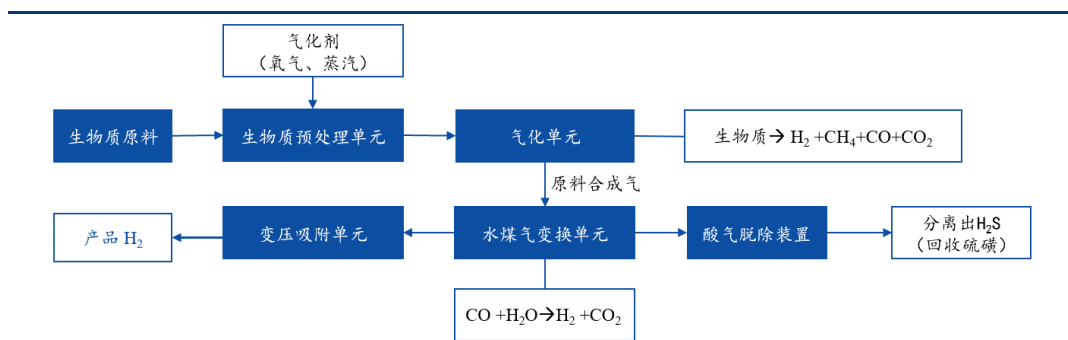 气化剂
（氧气、蒸汽）
生物质原料
生物质预处理单元
气化单元
生物质→ H₂ +CH₄+CO+CO₂
原料合成气
产品 H₂
变压吸附单元
水煤气变换单元
酸气脱除装置
分离出H₂S
（回收硫磺）
CO +H₂O→H₂ +CO₂